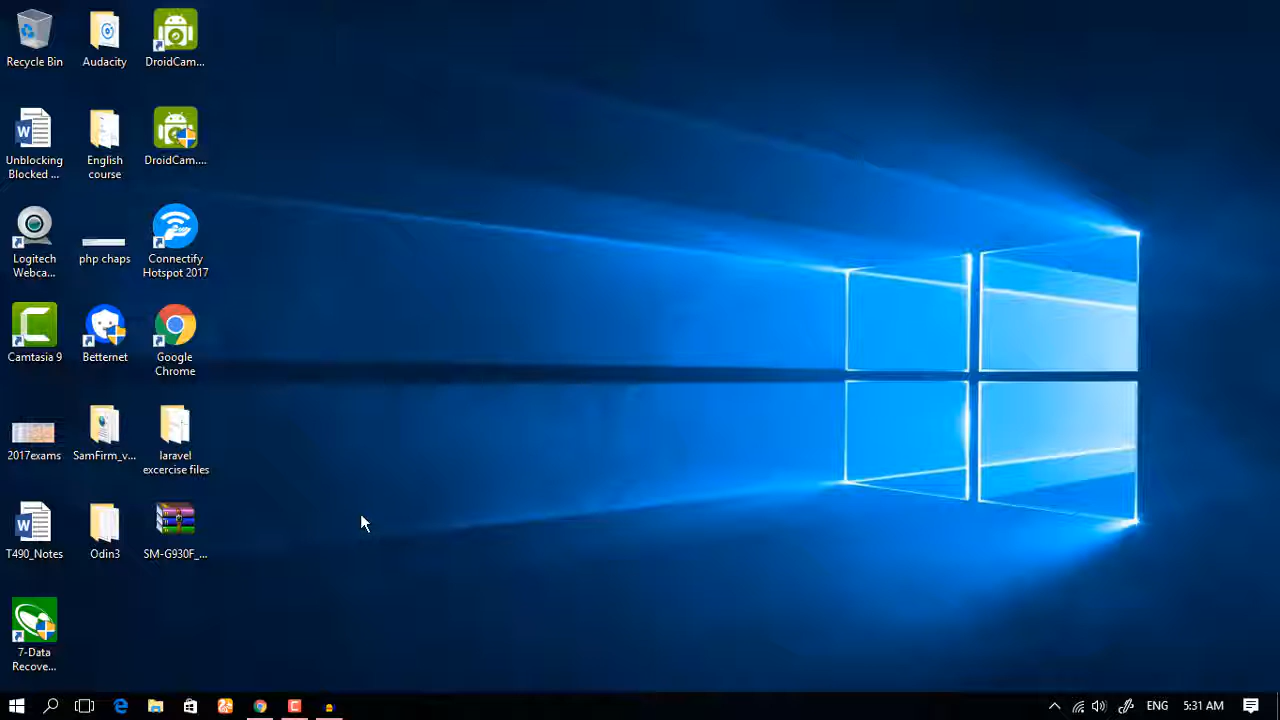 Recycle Bin
Audacity
DroidCam...
Unblocking
Blocked ...
English
course
DroidCam....
Logitech
Webca...
php chaps
Connectify
Hotspot 2017
Camtasia 9
Betternet
Google
Chrome
2017exams
SamFirm_v...
laravel
excercise files
T490_Notes
Odin3
SM-G930F_...
7-Data
Recove...
ENG
5:31 AM